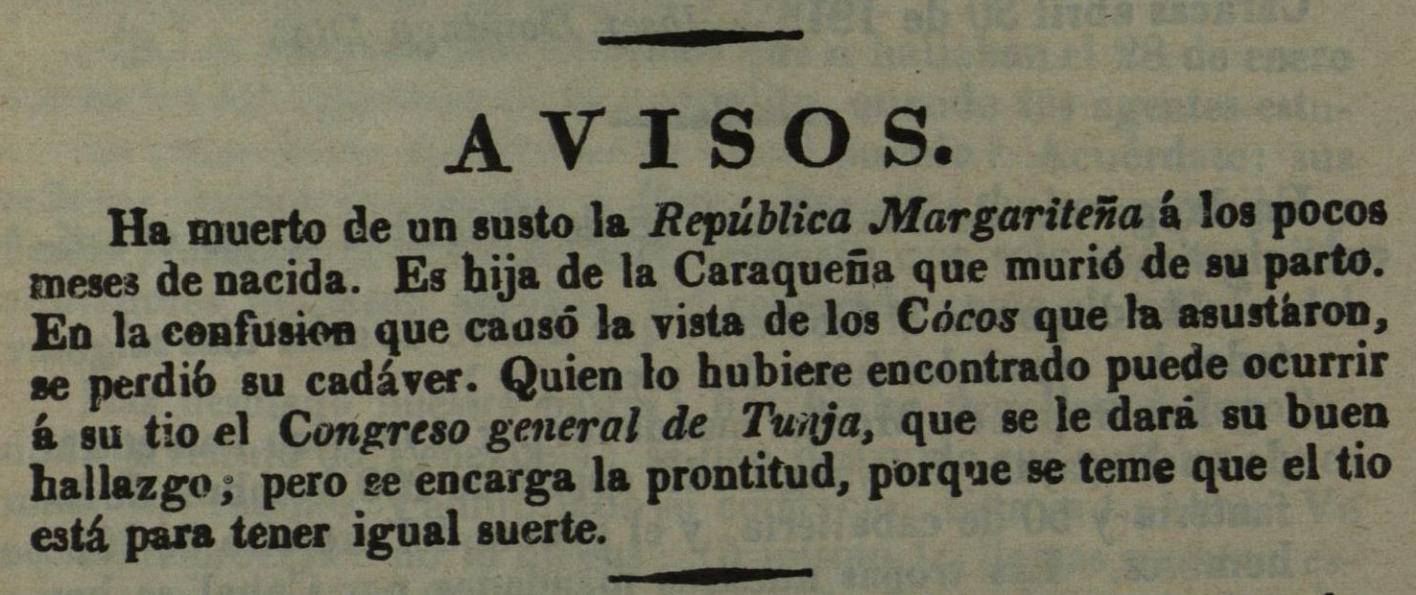 AVISOS.
Ha muerto de un susto la República Margariteña á los pocos
meses de nacida. Es hija de la Caraqueña que murió de su parto.
En la confusion que causó la vista de los Cócos que la asustáron,
se perdió su cadáver. Quien lo hubiere encontrado puede ocurrir
á su tio el Congreso general de Tunja, que se le dará su buen
hallazgo; pero se encarga la prontitud, porque se teme que el tio
está para tener igual suerte.